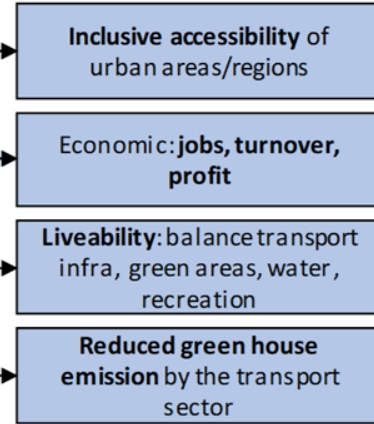 Inclusive accessibility of
urban areas/regions
Economic: jobs, turnover,
profit
Liveability: balance transport
infra, green areas, water,
recreation
Reduced green house
emission by the transport
sector